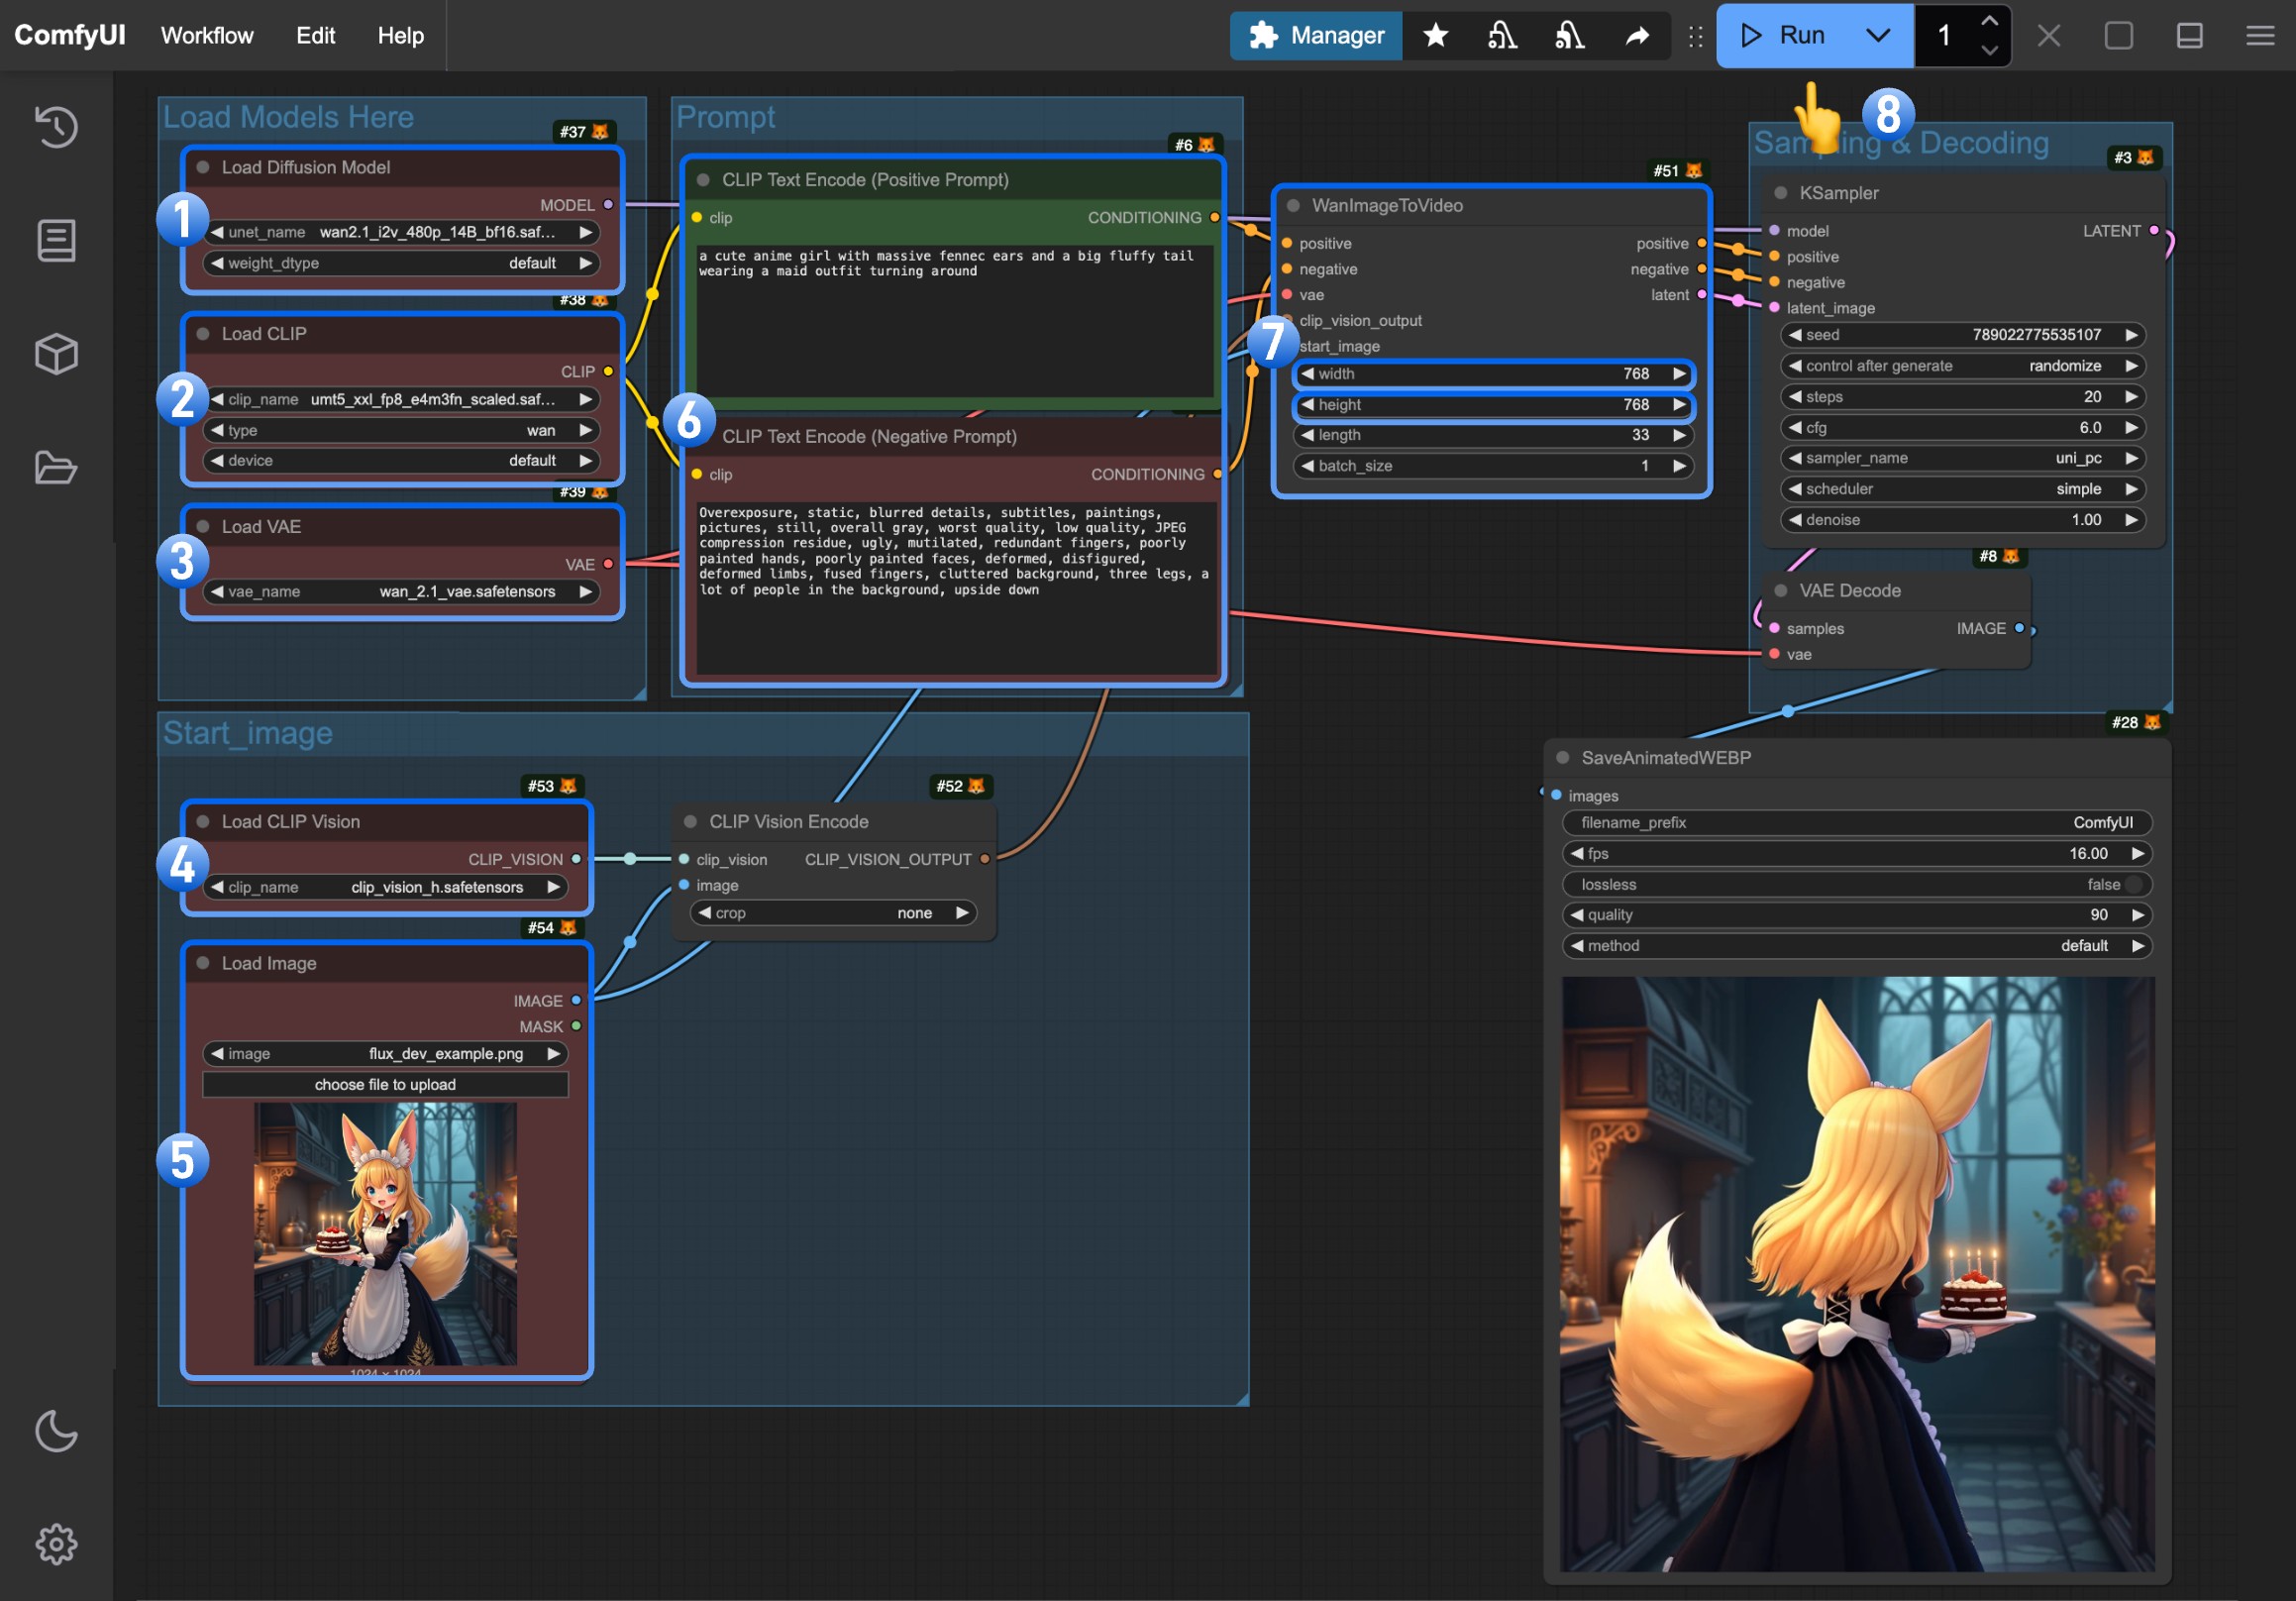 ComfyUI
Workflow
Edit
Help
Manager
Run
1
8
Load Models Here
#37
Load Diffusion Model
MODEL
1
unet_name wan2.1_i2v_480p_14B_bf16.saf...
weight_dtype default
#38
Load CLIP
CLIP
2
clip_name umt5_xxl_fp8_e4m3fn_scaled.saf...
type wan
device default
#39
Load VAE
VAE
3
vae_name wan_2.1_vae.safetensors
Prompt
#6
CLIP Text Encode (Positive Prompt)
clip CONDITIONING
a cute anime girl with massive fennec ears and a big fluffy tail
wearing a maid outfit turning around
6
CLIP Text Encode (Negative Prompt)
clip CONDITIONING
Overexposure, static, blurred details, subtitles, paintings,
pictures, still, overall gray, worst quality, low quality, JPEG
compression residue, ugly, mutilated, redundant fingers, poorly
painted hands, poorly painted faces, deformed, disfigured,
deformed limbs, fused fingers, cluttered background, three legs, a
lot of people in the background, upside down
#51
WanImageToVideo
positive positive
negative negative
vae latent
clip_vision_output
7
start_image
width 768
height 768
length 33
batch_size 1
Sampling & Decoding
#3
KSampler
model LATENT
positive
negative
latent_image
seed 789022775535107
control after generate randomize
steps 20
cfg 6.0
sampler_name uni_pc
scheduler simple
denoise 1.00
#8
VAE Decode
samples IMAGE
vae
Start_image
#53
Load CLIP Vision
CLIP_VISION
4
clip_name clip_vision_h.safetensors
#52
CLIP Vision Encode
clip_vision CLIP_VISION_OUTPUT
image
crop none
#54
Load Image
IMAGE
MASK
image flux_dev_example.png
choose file to upload
5
1024 x 1024
#28
SaveAnimatedWEBP
images
filename_prefix ComfyUI
fps 16.00
lossless false
quality 90
method default